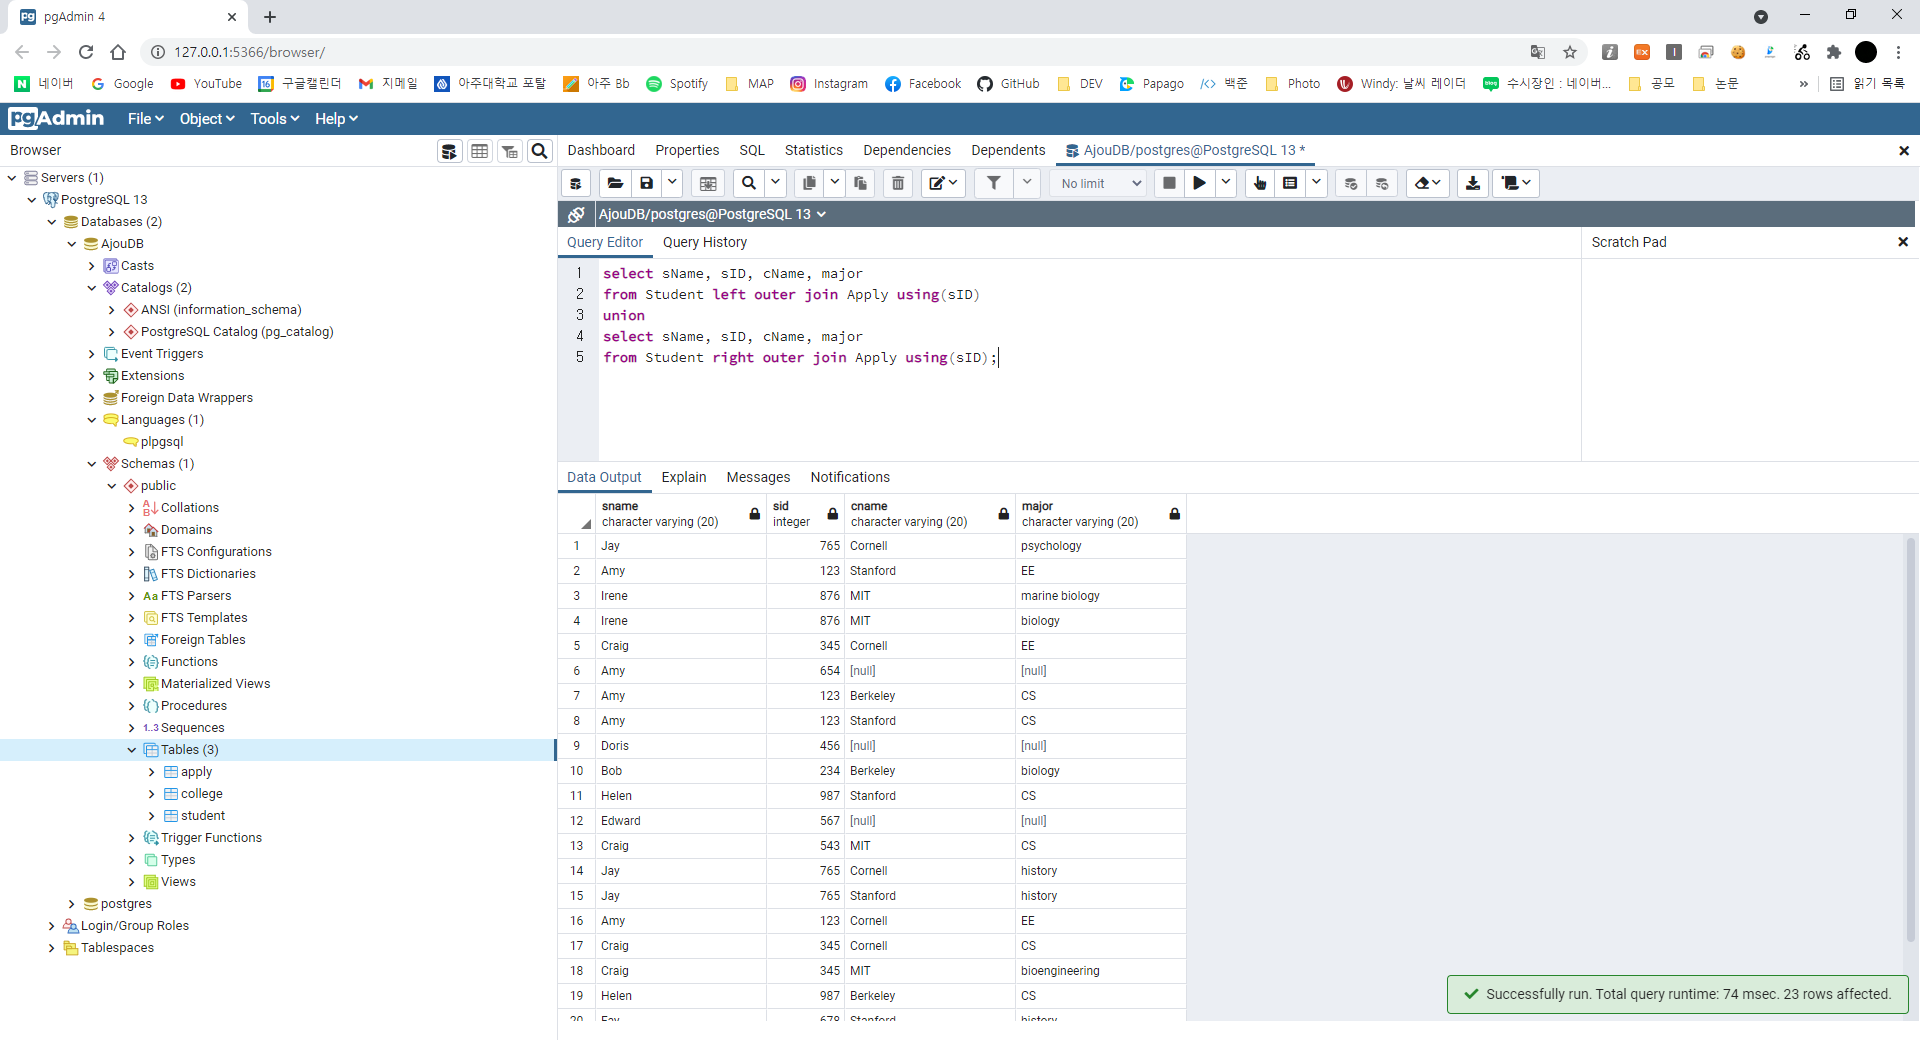 pgAdmin 4
127.0.0.1:5366/browser/
네이버 Google YouTube 구글캘린더 지메일 아주대학교 포탈 아주 Bb Spotify MAP Instagram Facebook GitHub DEV Papago 백준 Photo Windy: 날씨 레이더 수시장인 : 네이버... 공모 논문 » 읽기 목록
pgAdmin File Object Tools Help
Browser
Dashboard Properties SQL Statistics Dependencies Dependents AjouDB/postgres@PostgreSQL 13 *
No limit
AjouDB/postgres@PostgreSQL 13
Query Editor Query History
Scratch Pad
1 select sName, sID, cName, major
2 from Student left outer join Apply using(sID)
3 union
4 select sName, sID, cName, major
5 from Student right outer join Apply using(sID);
Servers (1)
PostgreSQL 13
Databases (2)
AjouDB
Casts
Catalogs (2)
ANSI (information_schema)
PostgreSQL Catalog (pg_catalog)
Event Triggers
Extensions
Foreign Data Wrappers
Languages (1)
plpgsql
Schemas (1)
public
Collations
Domains
FTS Configurations
FTS Dictionaries
FTS Parsers
FTS Templates
Foreign Tables
Functions
Materialized Views
Procedures
1..3 Sequences
Tables (3)
apply
college
student
Trigger Functions
Types
Views
postgres
Login/Group Roles
Tablespaces
Data Output Explain Messages Notifications
sname sid cname major
character varying (20) integer character varying (20) character varying (20)
1 Jay 765 Cornell psychology
2 Amy 123 Stanford EE
3 Irene 876 MIT marine biology
4 Irene 876 MIT biology
5 Craig 345 Cornell EE
6 Amy 654 [null] [null]
7 Amy 123 Berkeley CS
8 Amy 123 Stanford CS
9 Doris 456 [null] [null]
10 Bob 234 Berkeley biology
11 Helen 987 Stanford CS
12 Edward 567 [null] [null]
13 Craig 543 MIT CS
14 Jay 765 Cornell history
15 Jay 765 Stanford history
16 Amy 123 Cornell EE
17 Craig 345 Cornell CS
18 Craig 345 MIT bioengineering
19 Helen 987 Berkeley CS
20 Fay 678 Stanford history
Successfully run. Total query runtime: 74 msec. 23 rows affected.